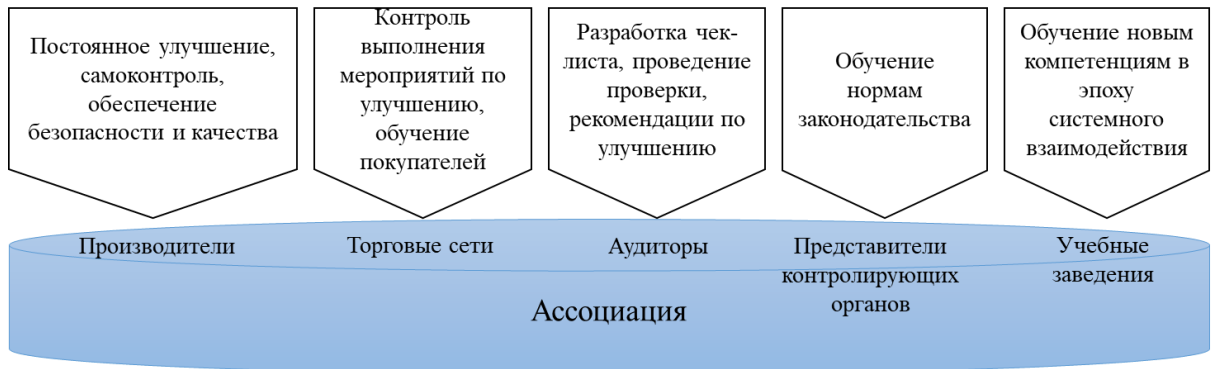 Постоянное улучшение,
самоконтроль,
обеспечение
безопасности и качества
Контроль
выполнения
мероприятий по
улучшению,
обучение
покупателей
Разработка чек-
листа, проведение
проверки,
рекомендации по
улучшению
Обучение
нормам
законодательства
Обучение новым
компетенциям в
эпоху
системного
взаимодействия
Производители
Торговые сети
Аудиторы
Представители
контролирующих
органов
Учебные
заведения
Ассоциация